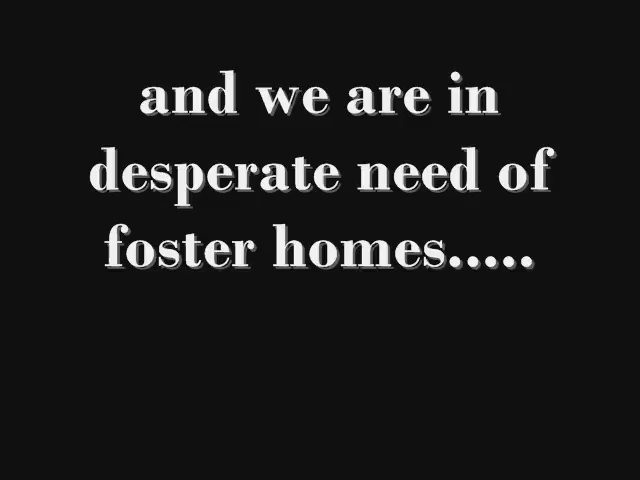 and we are in
desperate need of
foster homes.....